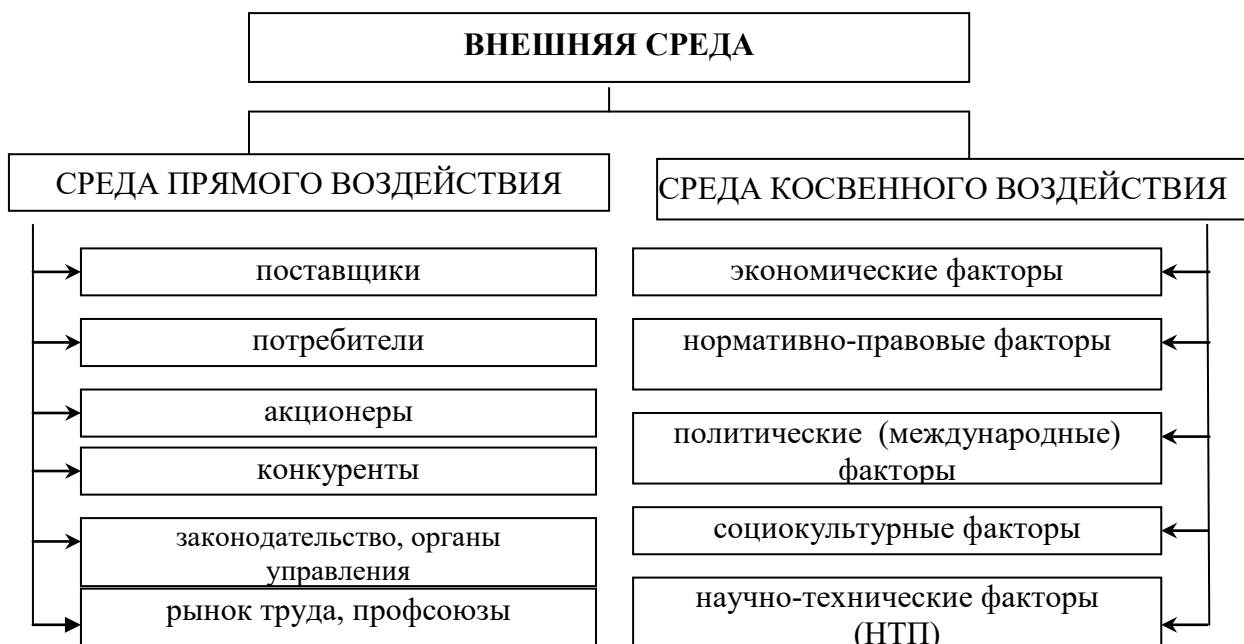 ВНЕШНЯЯ СРЕДА
СРЕДА ПРЯМОГО ВОЗДЕЙСТВИЯ
поставщики
потребители
акционеры
конкуренты
законодательство, органы
управления
рынок труда, профсоюзы
СРЕДА КОСВЕННОГО ВОЗДЕЙСТВИЯ
экономические факторы
нормативно-правовые факторы
политические (международные)
факторы
социокультурные факторы
научно-технические факторы
(НТП)